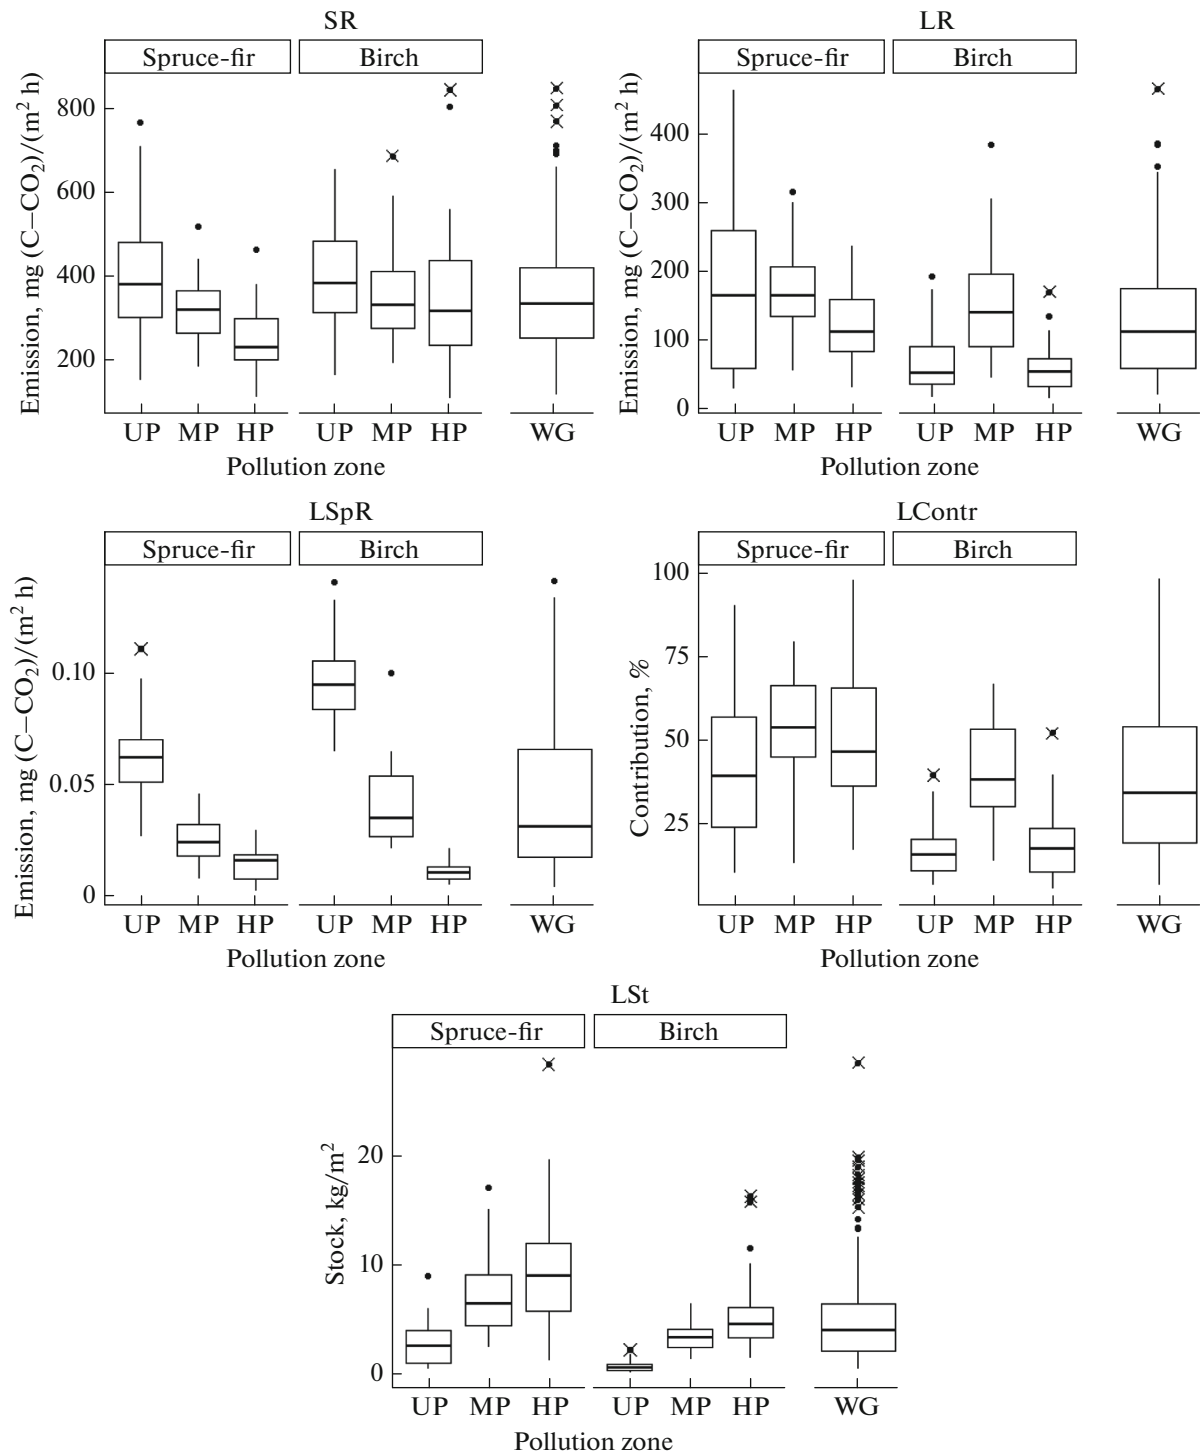 SR
Spruce-fir Birch
Emission, mg (C–CO₂)/(m² h)
800
600
400
200
UP MP HP UP MP HP WG
Pollution zone
LR
Spruce-fir Birch
Emission, mg (C–CO₂)/(m² h)
400
300
200
100
0
UP MP HP UP MP HP WG
Pollution zone
LSpR
Spruce-fir Birch
Emission, mg (C–CO₂)/(m² h)
0.10
0.05
0
UP MP HP UP MP HP WG
Pollution zone
LContr
Spruce-fir Birch
Contribution, %
100
75
50
25
UP MP HP UP MP HP WG
Pollution zone
LSt
Spruce-fir Birch
Stock, kg/m²
20
10
0
UP MP HP UP MP HP WG
Pollution zone